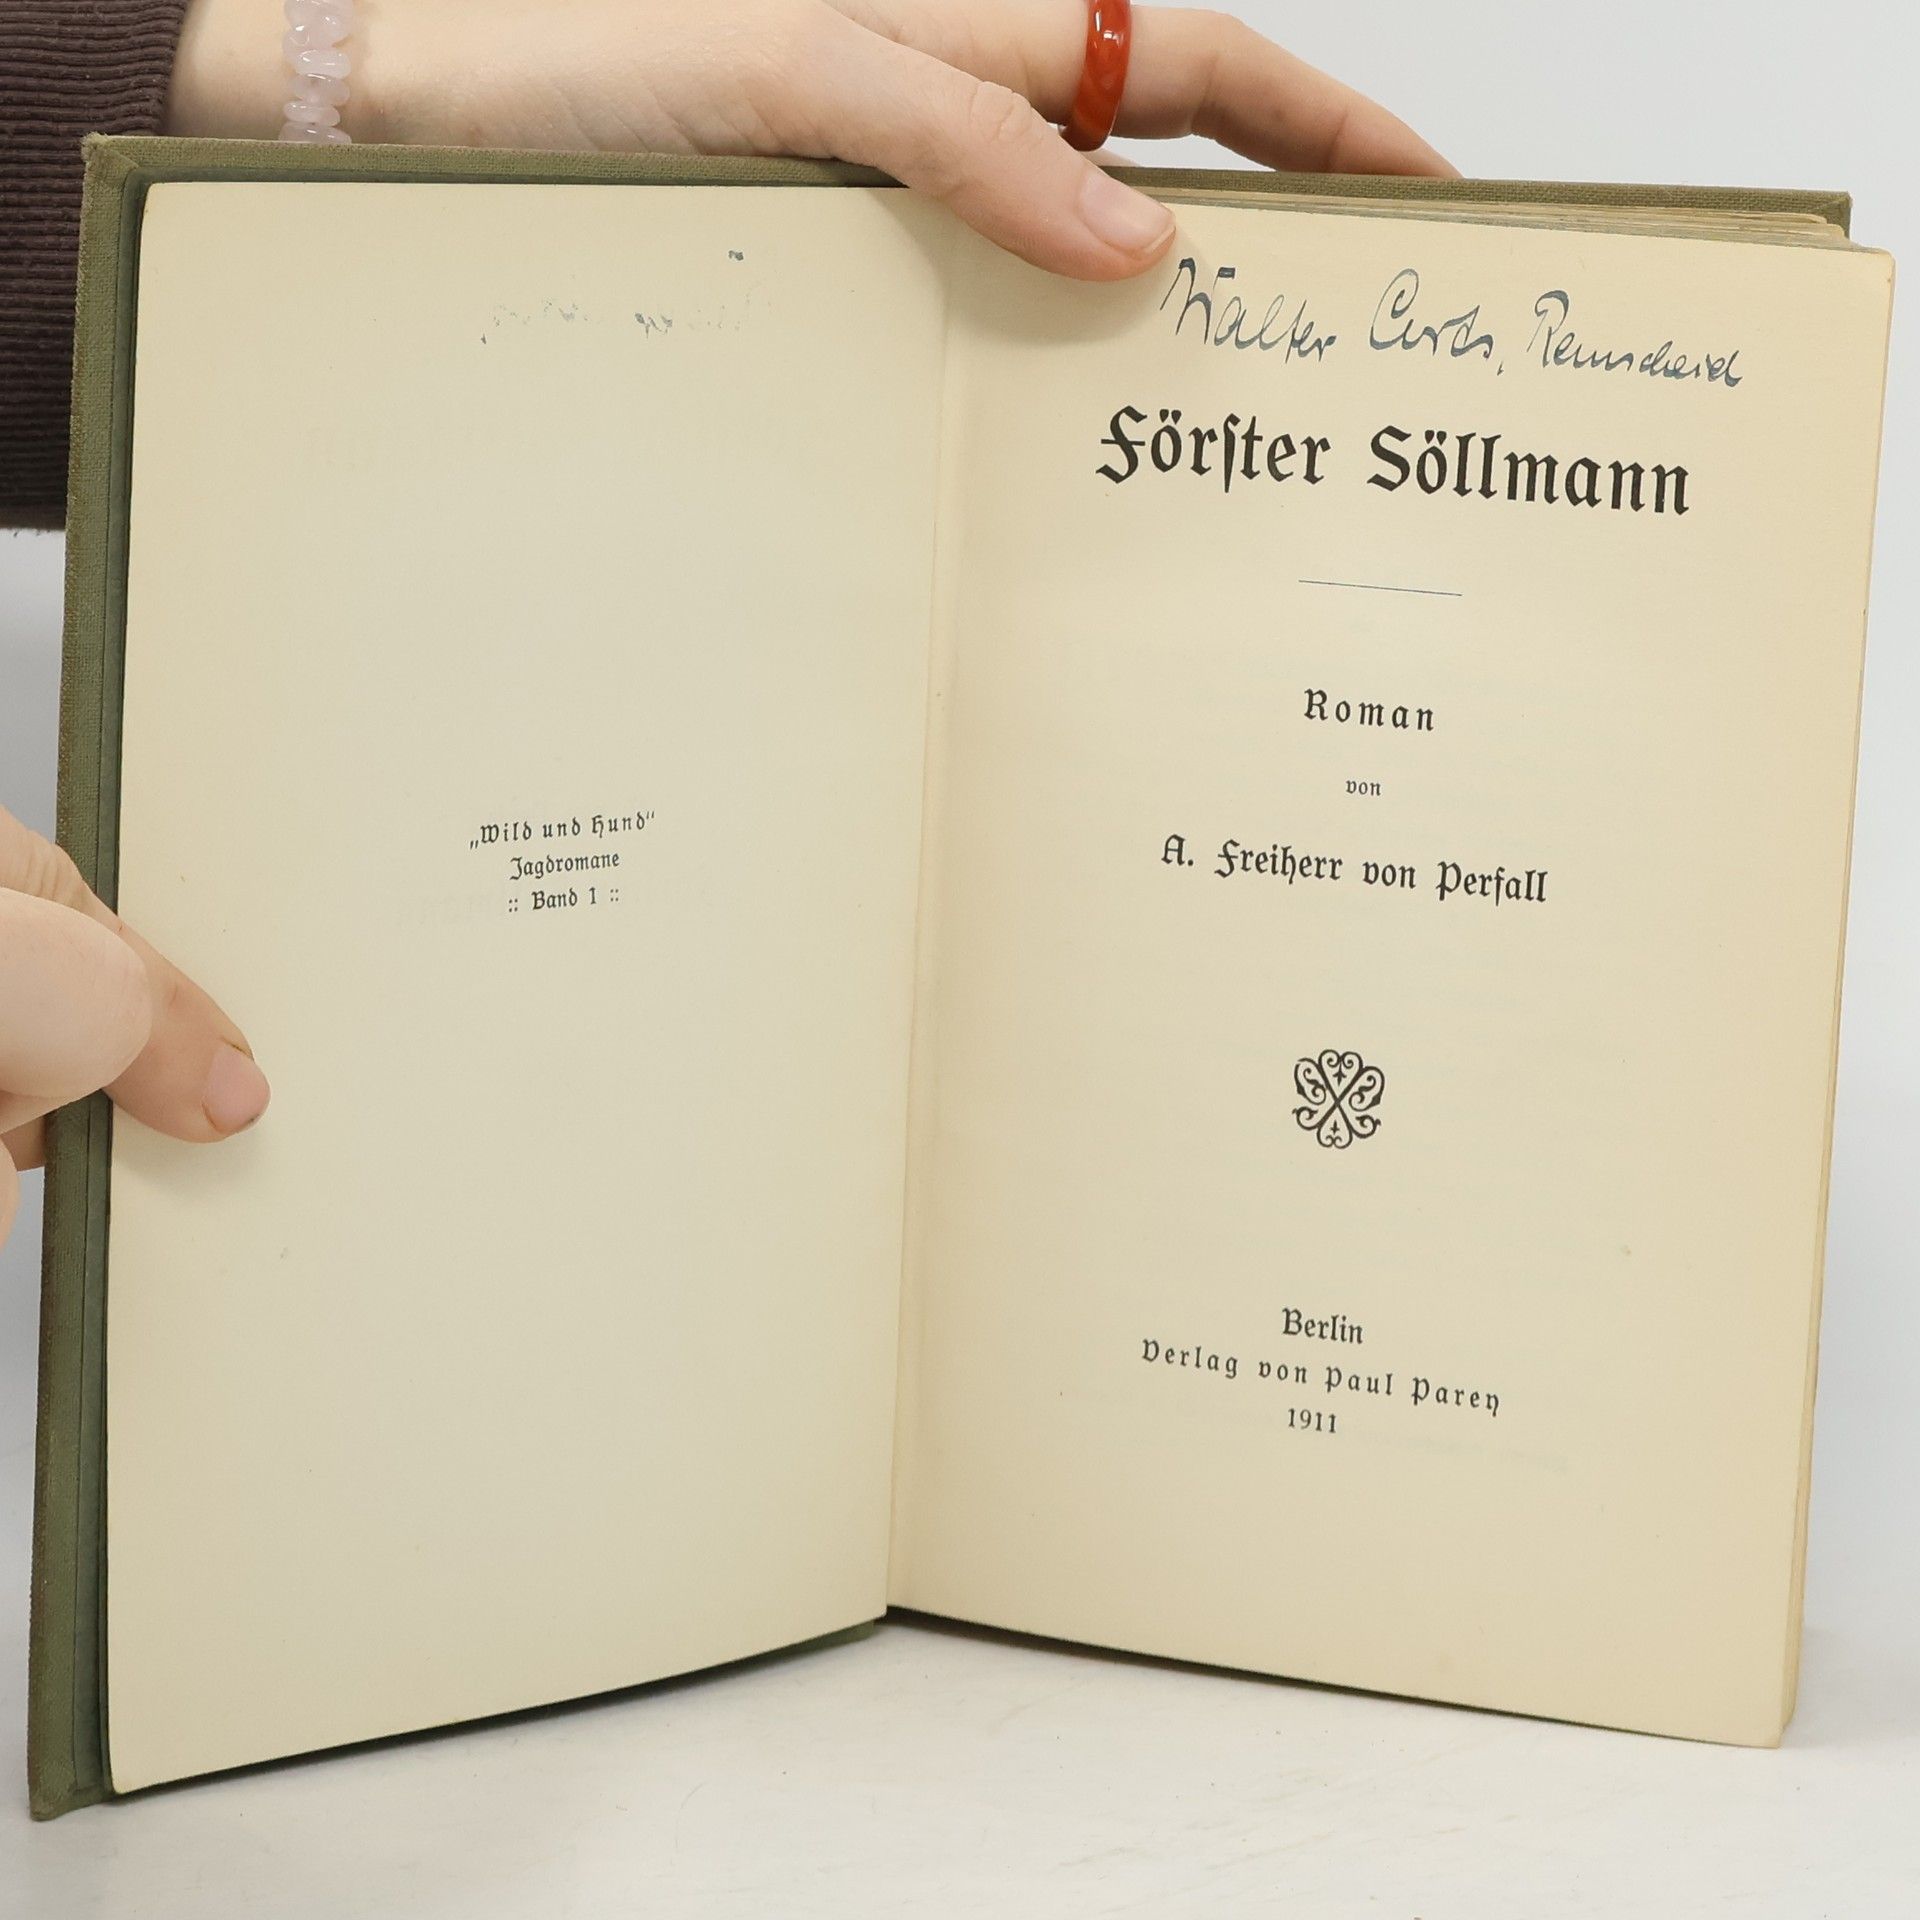 „Wild und Hund“
Jagdromane
:: Band 1 ::
Walter Certs, Remscheid
Förſter Söllmann
Roman
von
A. Freiherr von Perfall
Berlin
Verlag von Paul Parey
1911